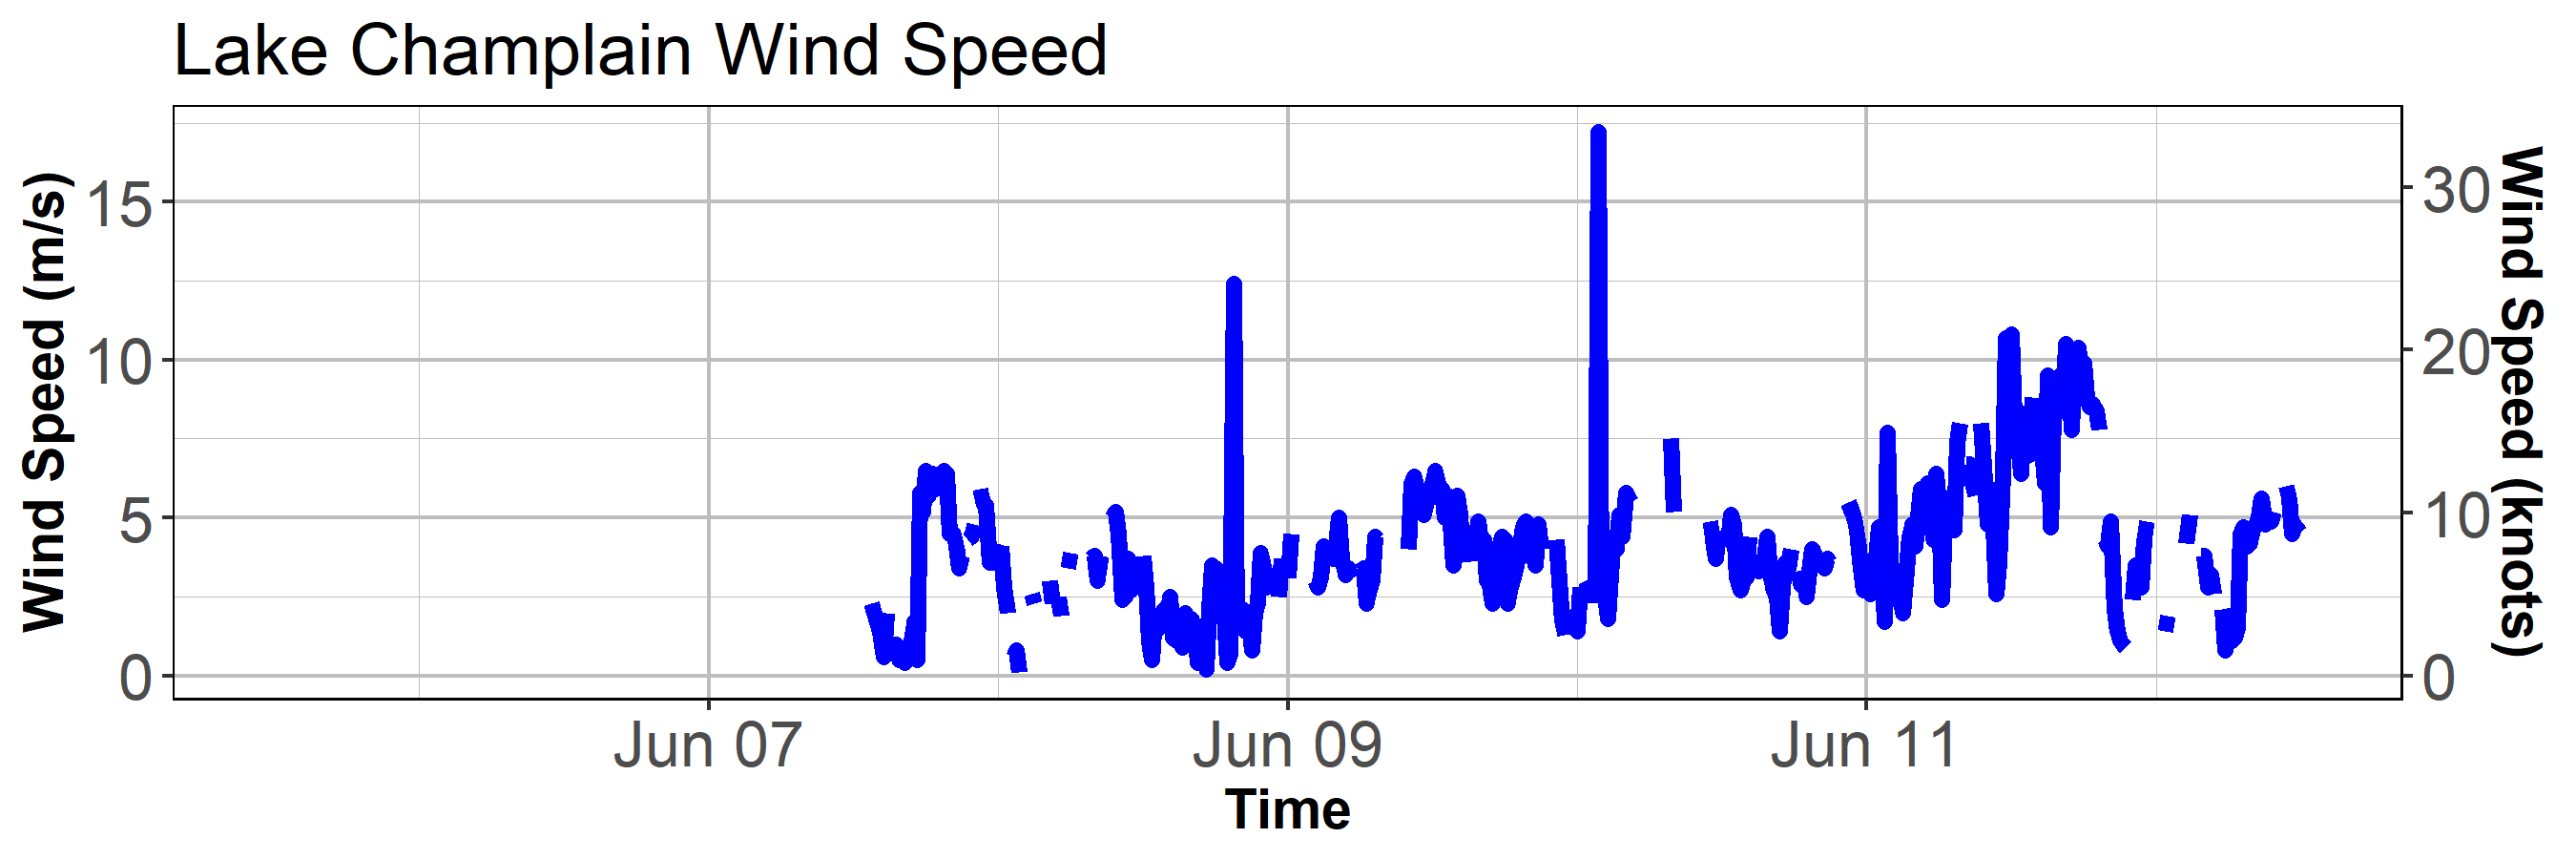 Lake Champlain Wind Speed
Wind Speed (m/s)
15
10
5
0
30
20
10
0
Wind Speed (knots)
Jun 07
Jun 09
Jun 11
Time